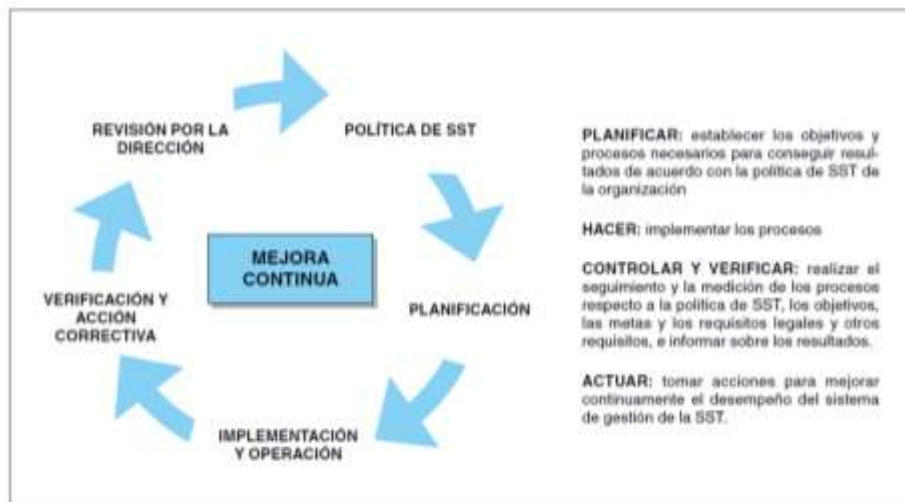 REVISIÓN POR LA
DIRECCIÓN
POLÍTICA DE SST
MEJORA
CONTINUA
PLANIFICACIÓN
IMPLEMENTACIÓN
Y OPERACIÓN
VERIFICACIÓN Y
ACCIÓN
CORRECTIVA
PLANIFICAR: establecer los objetivos y
procesos necesarios para conseguir resul-
tados de acuerdo con la política de SST de
la organización
HACER: implementar los procesos
CONTROLAR Y VERIFICAR: realizar el
seguimiento y la medición de los procesos
respecto a la política de SST, los objetivos,
las metas y los requisitos legales y otros
requisitos, e informar sobre los resultados.
ACTUAR: tomar acciones para mejorar
continuamente el desempeño del sistema
de gestión de la SST.